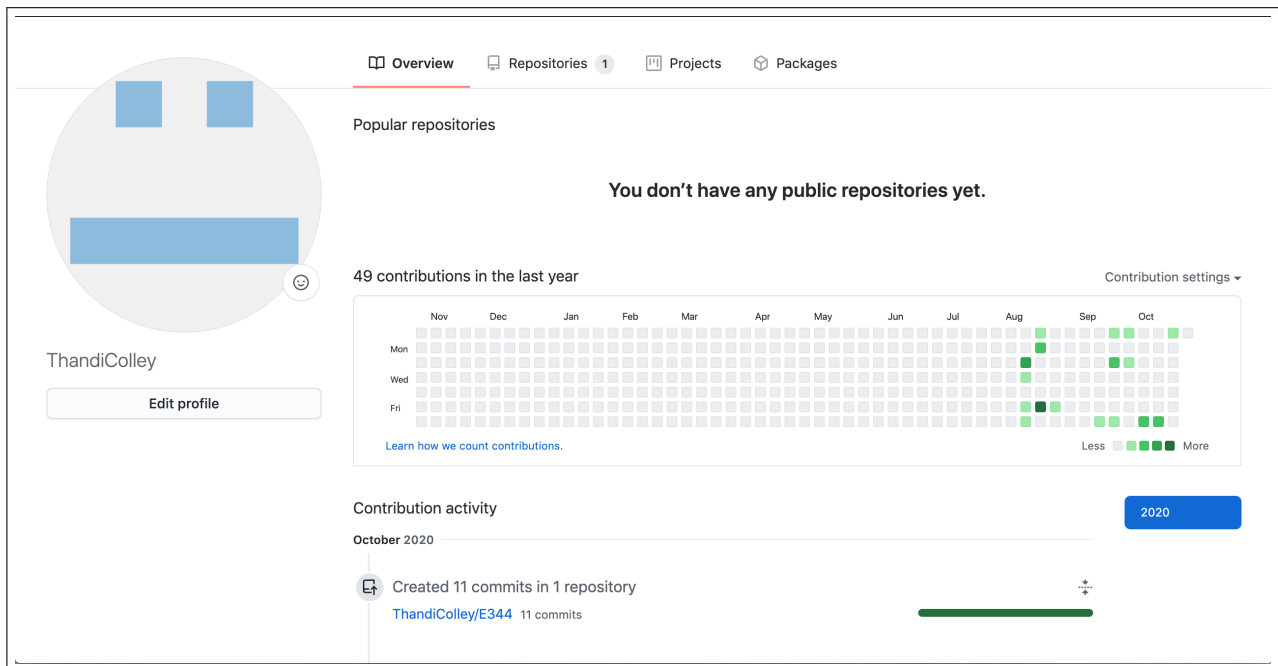 Overview Repositories 1 Projects Packages
Popular repositories
You don’t have any public repositories yet.
ThandiColley
Edit profile
49 contributions in the last year Contribution settings
Nov Dec Jan Feb Mar Apr May Jun Jul Aug Sep Oct
Mon
Wed
Fri
Learn how we count contributions. Less More
Contribution activity 2020
October 2020
Created 11 commits in 1 repository
ThandiColley/E344 11 commits